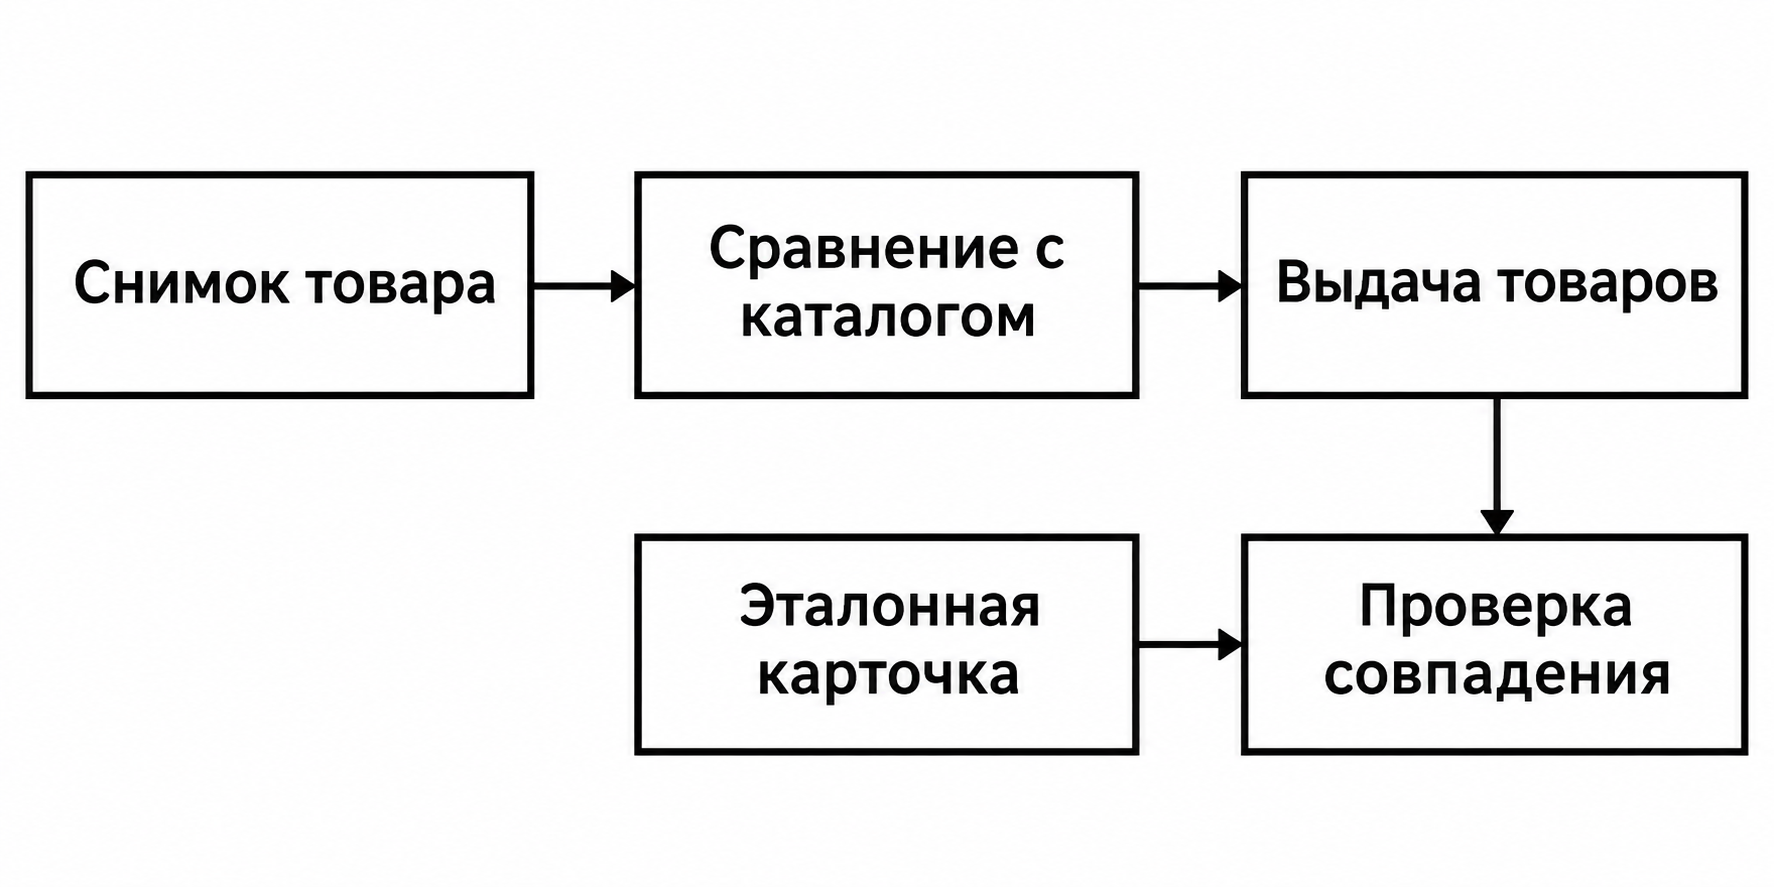 Снимок товара
Сравнение с
каталогом
Выдача товаров
Эталонная
карточка
Проверка
совпадения